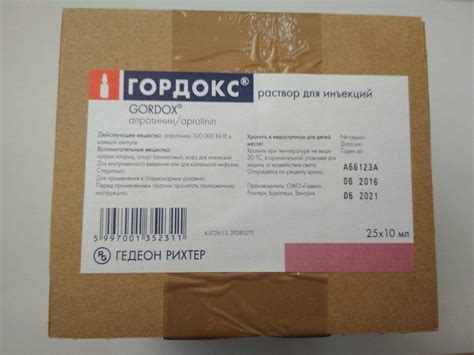 ГОРДОКС®
раствор для инъекций
GORDOX®
апротинин/aprotinin
Действующее вещество: апротинин 100 000 КИЕ в
каждой ампуле.
Вспомогательные вещества:
натрия хлорид, спирт бензиловый, вода для инъекций
Для внутривенного введения или для капельной инфузии.
Стерильно.
Для применения в стационарных условиях.
Перед применением просим прочитать приложенную
инструкцию.
Хранить в недоступном для детей
месте!
Хранить при температуре не выше
30 °C, в оригинальной упаковке для
защиты от воздействия света.
Отпускается по рецепту врача.
Производитель: ОАО «Гедеон
Рихтер», Будапешт, Венгрия
№ серии:
Дата:
Годен до:
A66123A
06 2016
06 2021
5 997001 352311
RG ГЕДЕОН РИХТЕР
25x10 мл